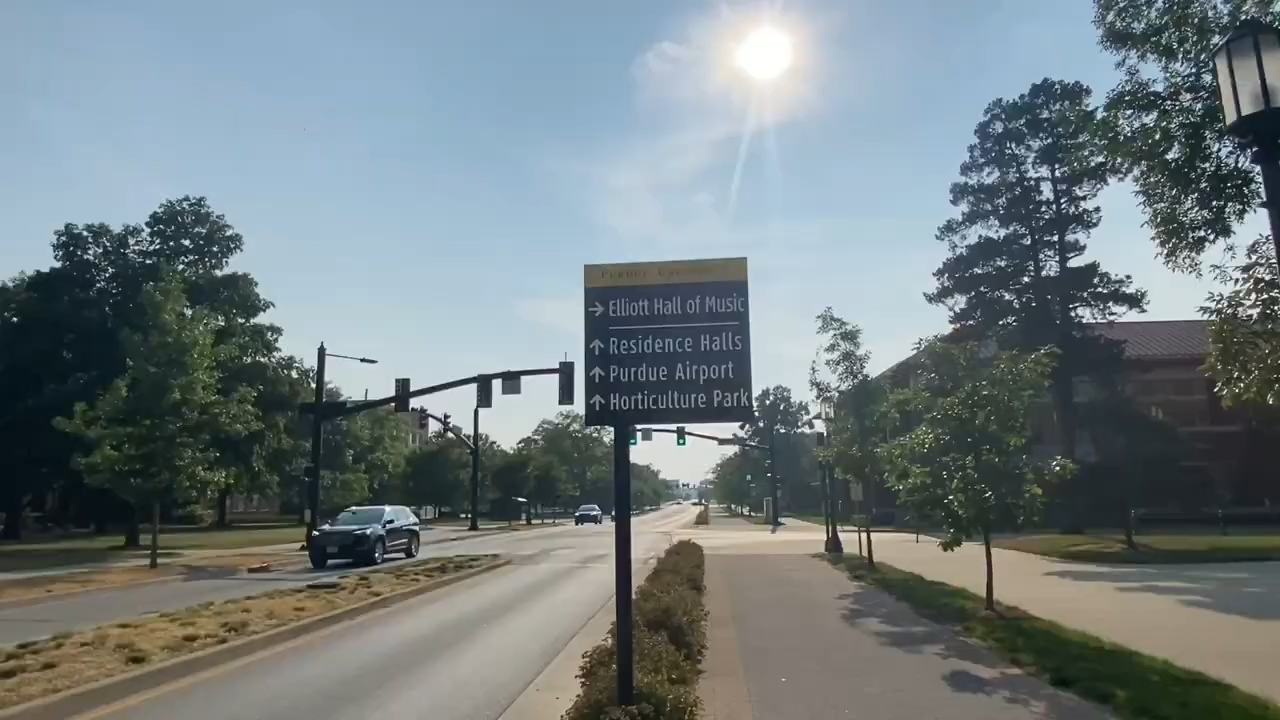 → Elliott Hall of Music
↑ Residence Halls
↑ Purdue Airport
↑ Horticulture Park